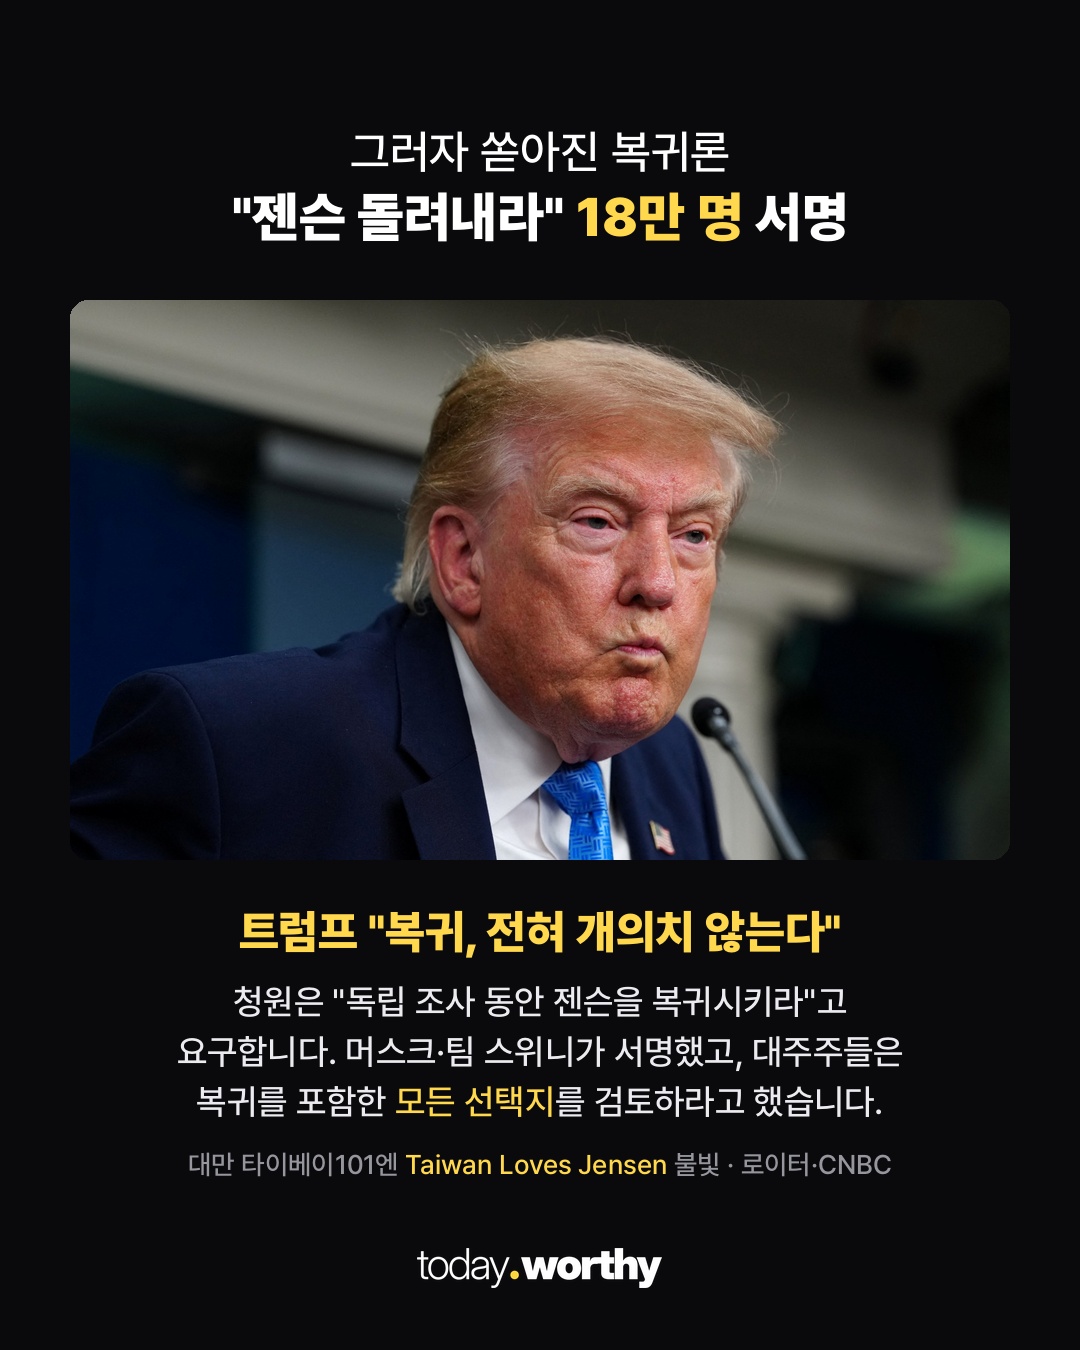 그러자 쏟아진 복귀론
"젠슨 돌려내라" 18만 명 서명
트럼프 "복귀, 전혀 개의치 않는다"
청원은 "독립 조사 동안 젠슨을 복귀시키라"고
요구합니다. 머스크·팀 스위니가 서명했고, 대주주들은
복귀를 포함한 모든 선택지를 검토하라고 했습니다.
대만 타이베이101엔 Taiwan Loves Jensen 불빛 · 로이터·CNBC
today.worthy